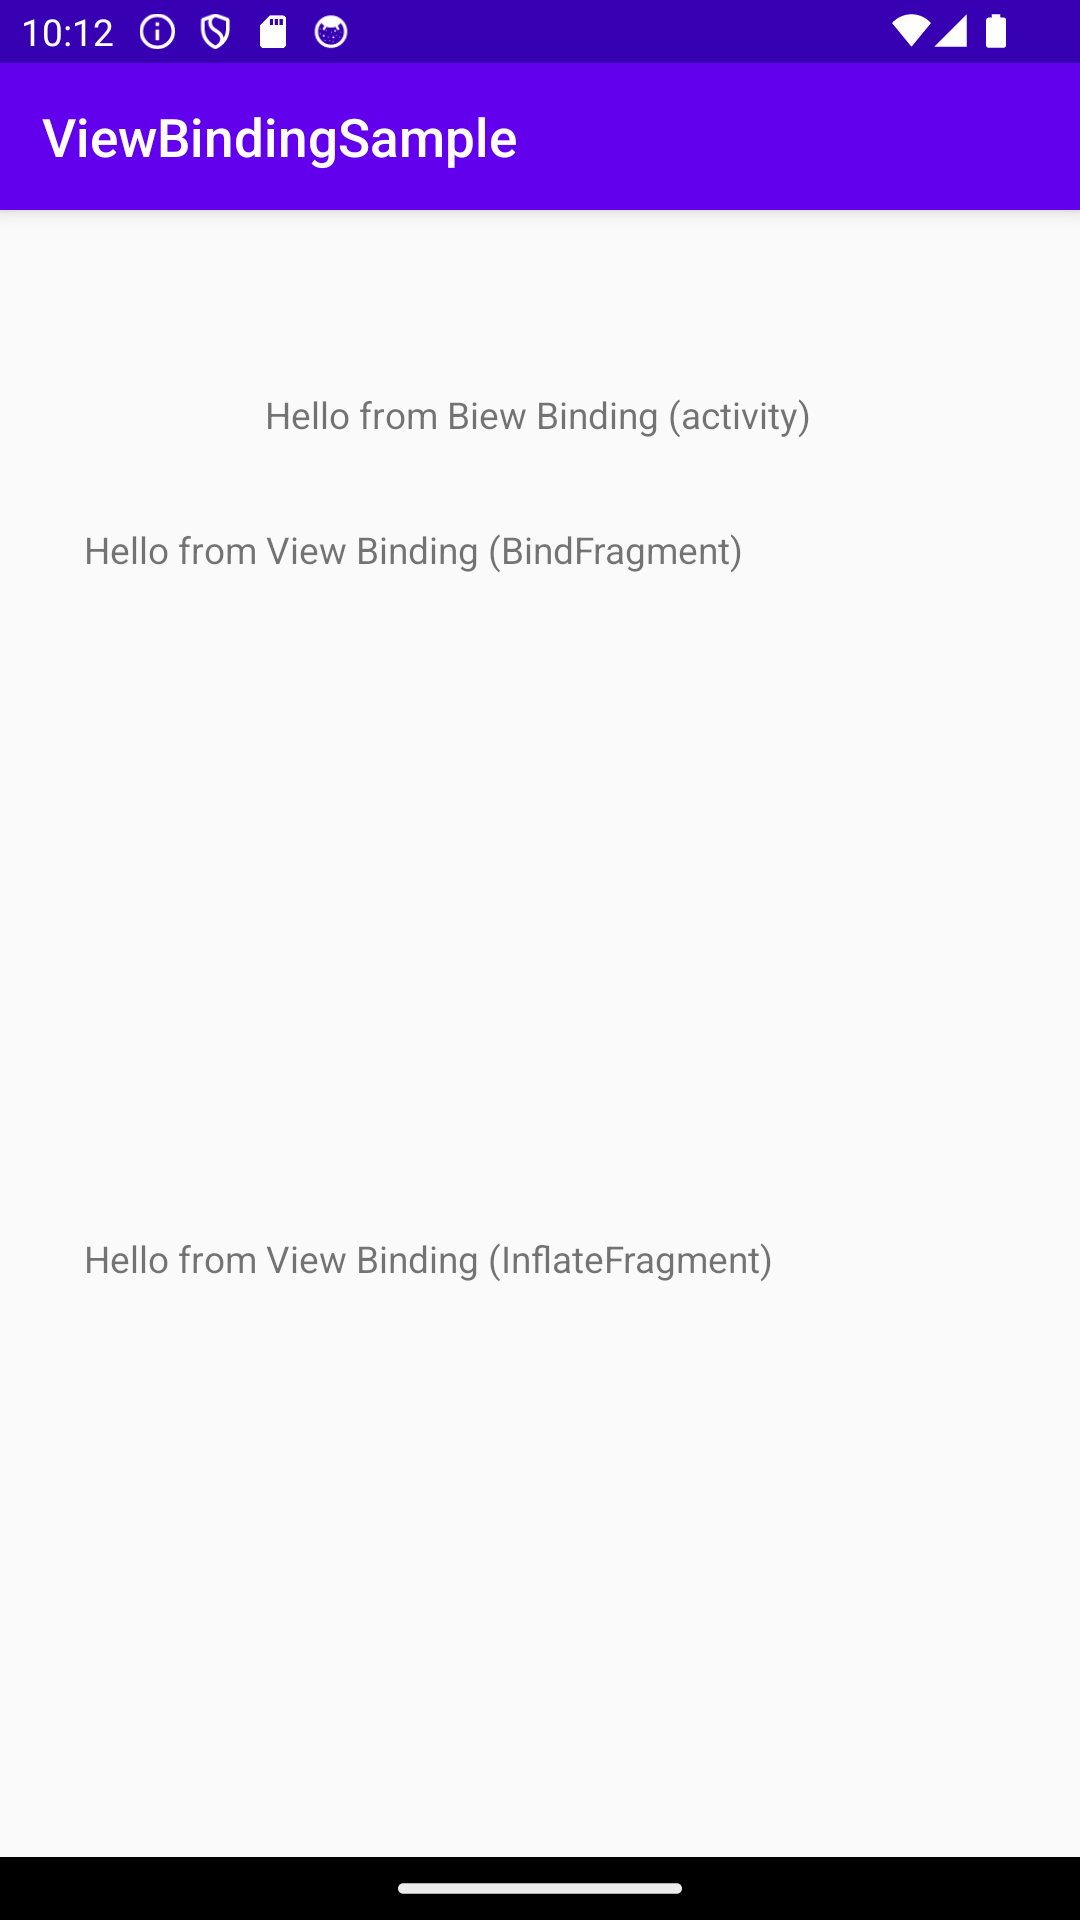 10:12
ViewBindingSample
Hello from Biew Binding (activity)
Hello from View Binding (BindFragment)
Hello from View Binding (InflateFragment)